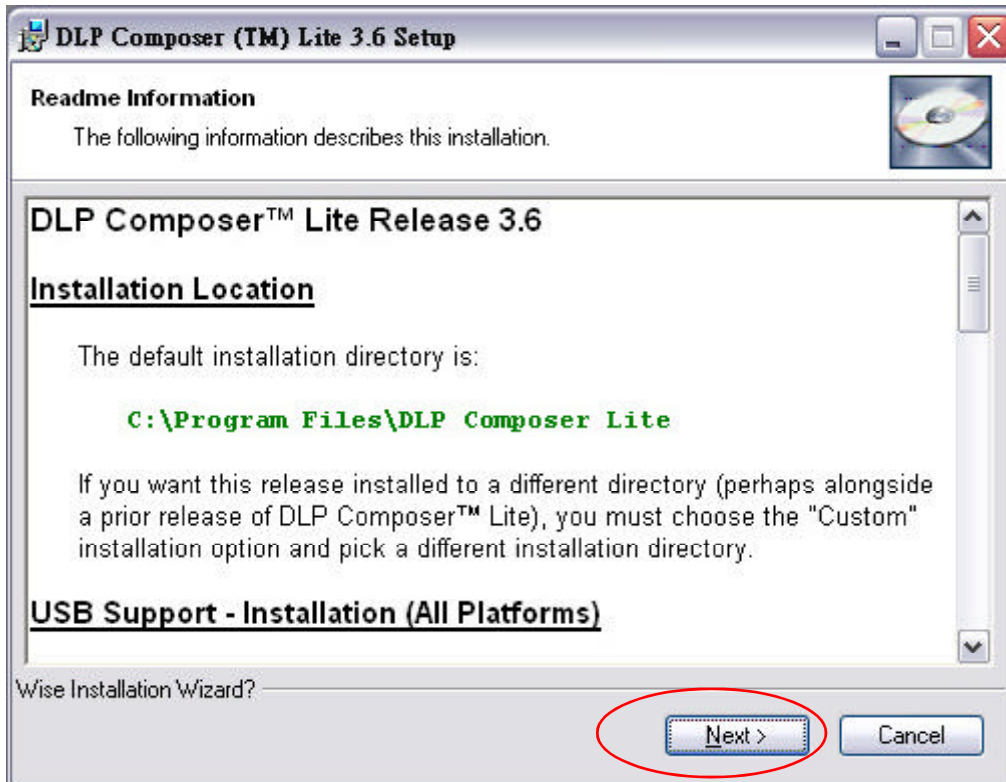 DLP Composer (TM) Lite 3.6 Setup
Readme Information
The following information describes this installation.
DLP Composer™ Lite Release 3.6
Installation Location
The default installation directory is:
C:\Program Files\DLP Composer Lite
If you want this release installed to a different directory (perhaps alongside
a prior release of DLP Composer™ Lite), you must choose the "Custom"
installation option and pick a different installation directory.
USB Support - Installation (All Platforms)
Wise Installation Wizard?
Next >
Cancel